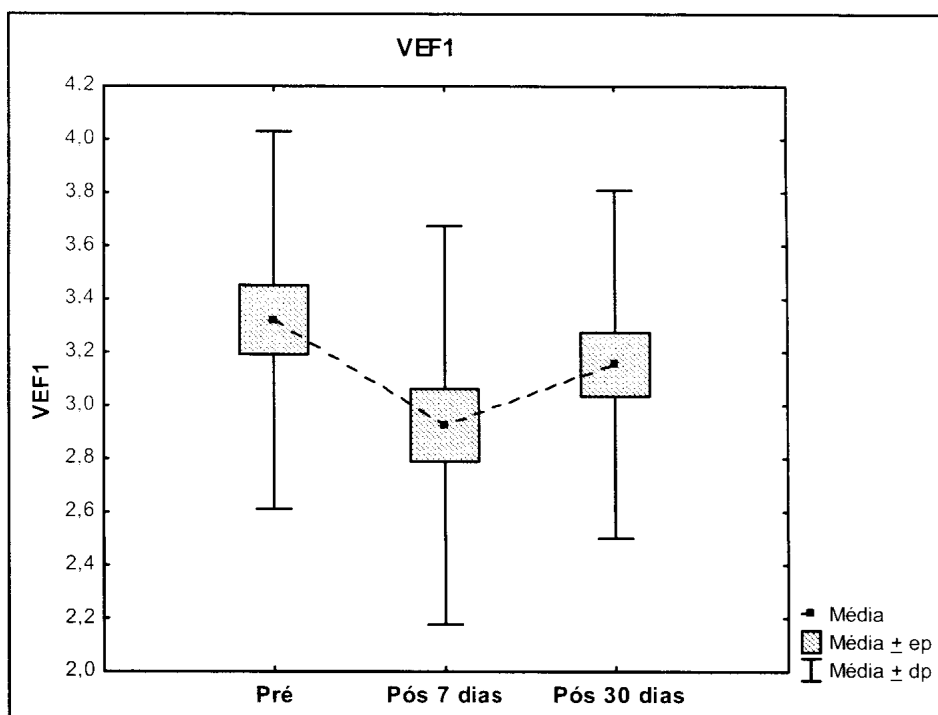 VEF1
VEF1
4.2
4,0
3.8
3.6
3.4
3.2
3.0
2.8
2,6
2,4
2,2
2,0
Pré
Pós 7 dias
Pós 30 dias
Média
Média ± ep
Média ± dp